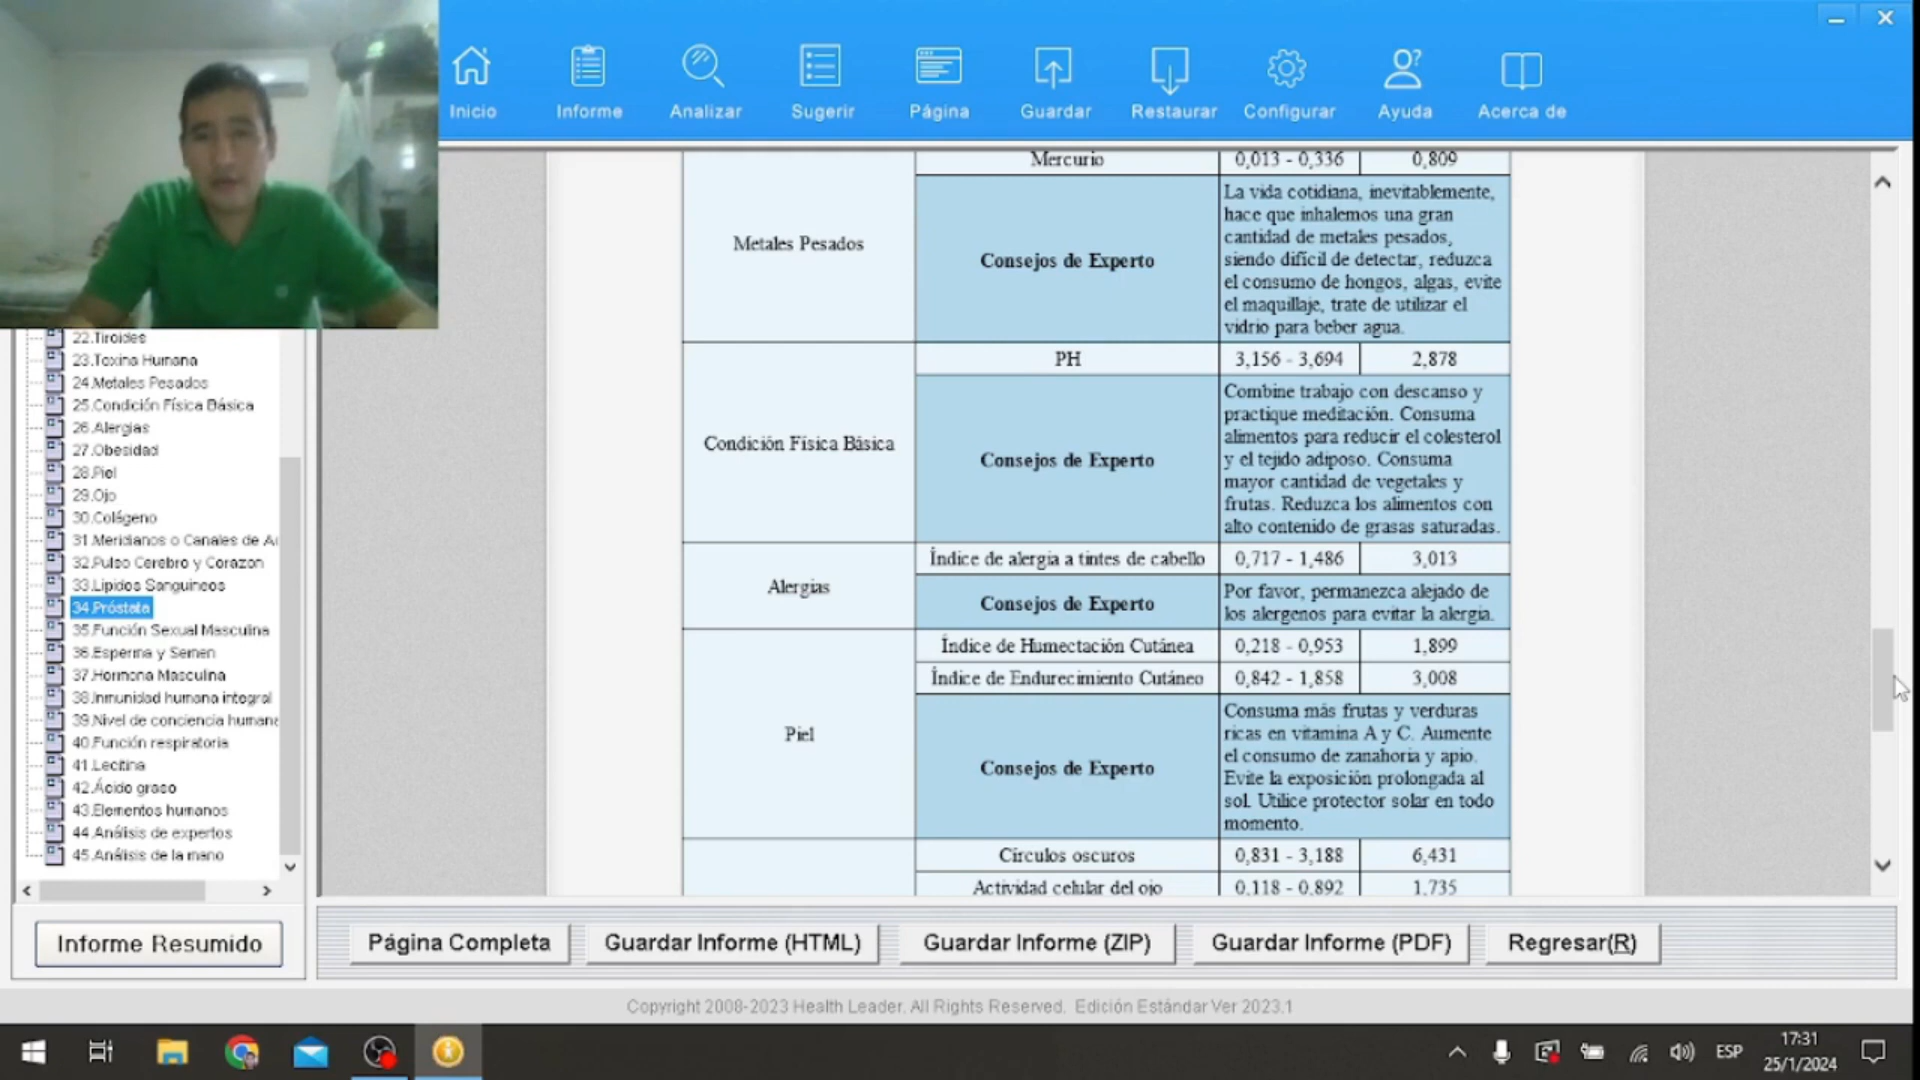 Inicio
Informe
Analizar
Sugerir
Página
Guardar
Restaurar
Configurar
Ayuda
Acerca de
22.Tiroides
23.Toxina Humana
24.Metales Pesados
25.Condición Física Básica
26.Alergias
27.Obesidad
28.Piel
29.Ojo
30.Colágeno
31.Meridianos o Canales de Ac
32.Pulso Cerebro y Corazon
33.Lipidos Sanguineos
34.Próstata
35.Función Sexual Masculina
36.Esperma y Semen
37.Hormona Masculina
38.Inmunidad humana integral
39.Nivel de conciencia humana
40.Función respiratoria
41.Lecitina
42.Ácido graso
43.Elementos humanos
44.Análisis de expertos
45.Análisis de la mano
Informe Resumido
Metales Pesados
Mercurio
0,013 - 0,336
0,809
Consejos de Experto
La vida cotidiana, inevitablemente,
hace que inhalemos una gran
cantidad de metales pesados,
siendo difícil de detectar, reduzca
el consumo de hongos, algas, evite
el maquillaje, trate de utilizar el
vidrio para beber agua.
Condición Física Básica
PH
3,156 - 3,694
2,878
Consejos de Experto
Combine trabajo con descanso y
practique meditación. Consuma
alimentos para reducir el colesterol
y el tejido adiposo. Consuma
mayor cantidad de vegetales y
frutas. Reduzca los alimentos con
alto contenido de grasas saturadas.
Alergias
Índice de alergia a tintes de cabello
0,717 - 1,486
3,013
Consejos de Experto
Por favor, permanezca alejado de
los alergenos para evitar la alergia.
Piel
Índice de Humectación Cutánea
0,218 - 0,953
1,899
Índice de Endurecimiento Cutáneo
0,842 - 1,858
3,008
Consejos de Experto
Consuma más frutas y verduras
ricas en vitamina A y C. Aumente
el consumo de zanahoria y apio.
Evite la exposición prolongada al
sol. Utilice protector solar en todo
momento.
Círculos oscuros
0,831 - 3,188
6,431
Actividad celular del ojo
0,118 - 0,892
1,735
Página Completa
Guardar Informe (HTML)
Guardar Informe (ZIP)
Guardar Informe (PDF)
Regresar(R)
Copyright 2008-2023 Health Leader. All Rights Reserved. Edición Estándar Ver 2023.1
ESP
17:31
25/1/2024